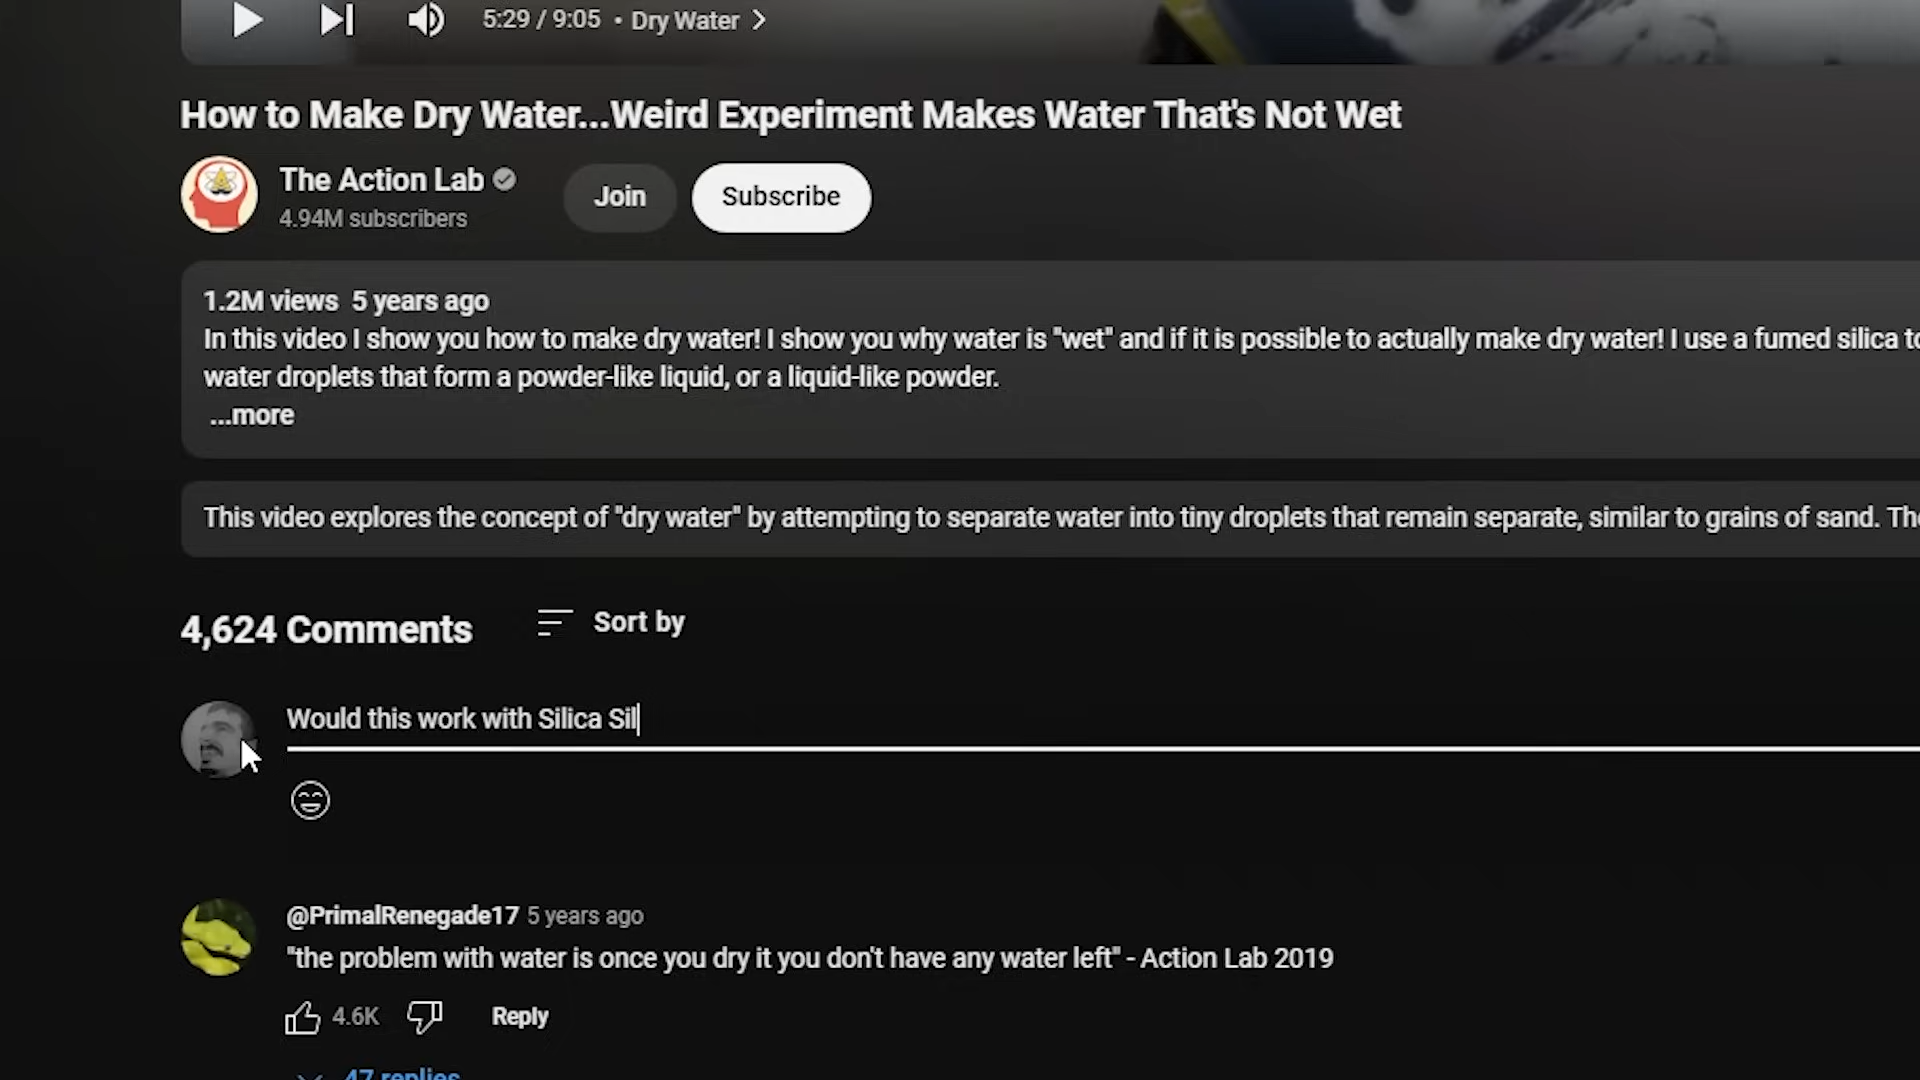 5:29 / 9:05 • Dry Water
How to Make Dry Water...Weird Experiment Makes Water That's Not Wet
The Action Lab
4.94M subscribers
Join
Subscribe
1.2M views 5 years ago
In this video I show you how to make dry water! I show you why water is "wet" and if it is possible to actually make dry water! I use a fumed silica
water droplets that form a powder-like liquid, or a liquid-like powder.
...more
This video explores the concept of "dry water" by attempting to separate water into tiny droplets that remain separate, similar to grains of sand.
4,624 Comments
Sort by
Would this work with Silica Sil
@PrimalRenegade17 5 years ago
"the problem with water is once you dry it you don't have any water left" - Action Lab 2019
4.6K
Reply
47 replies